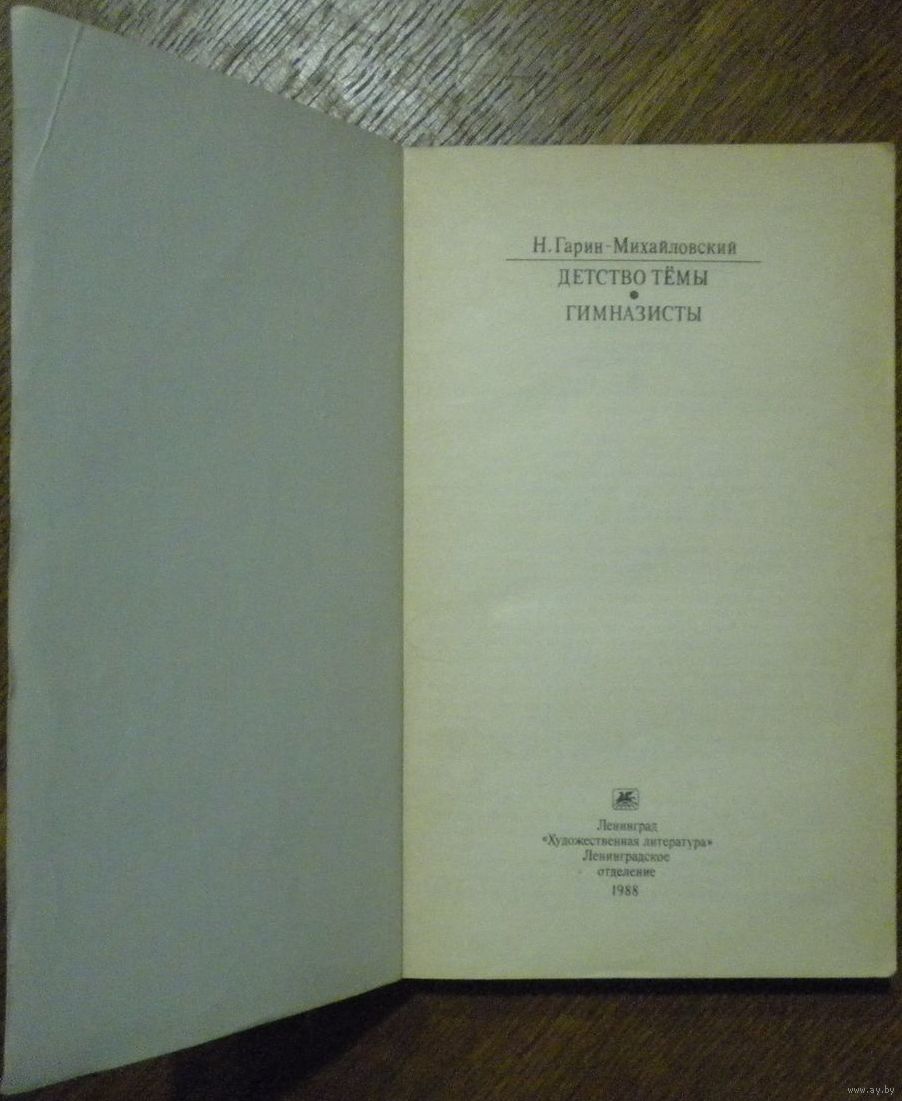 Н. Гарин-Михайловский
ДЕТСТВО ТЁМЫ
•
ГИМНАЗИСТЫ
Ленинград
«Художественная литература»
Ленинградское
отделение
1988
www.ay.by